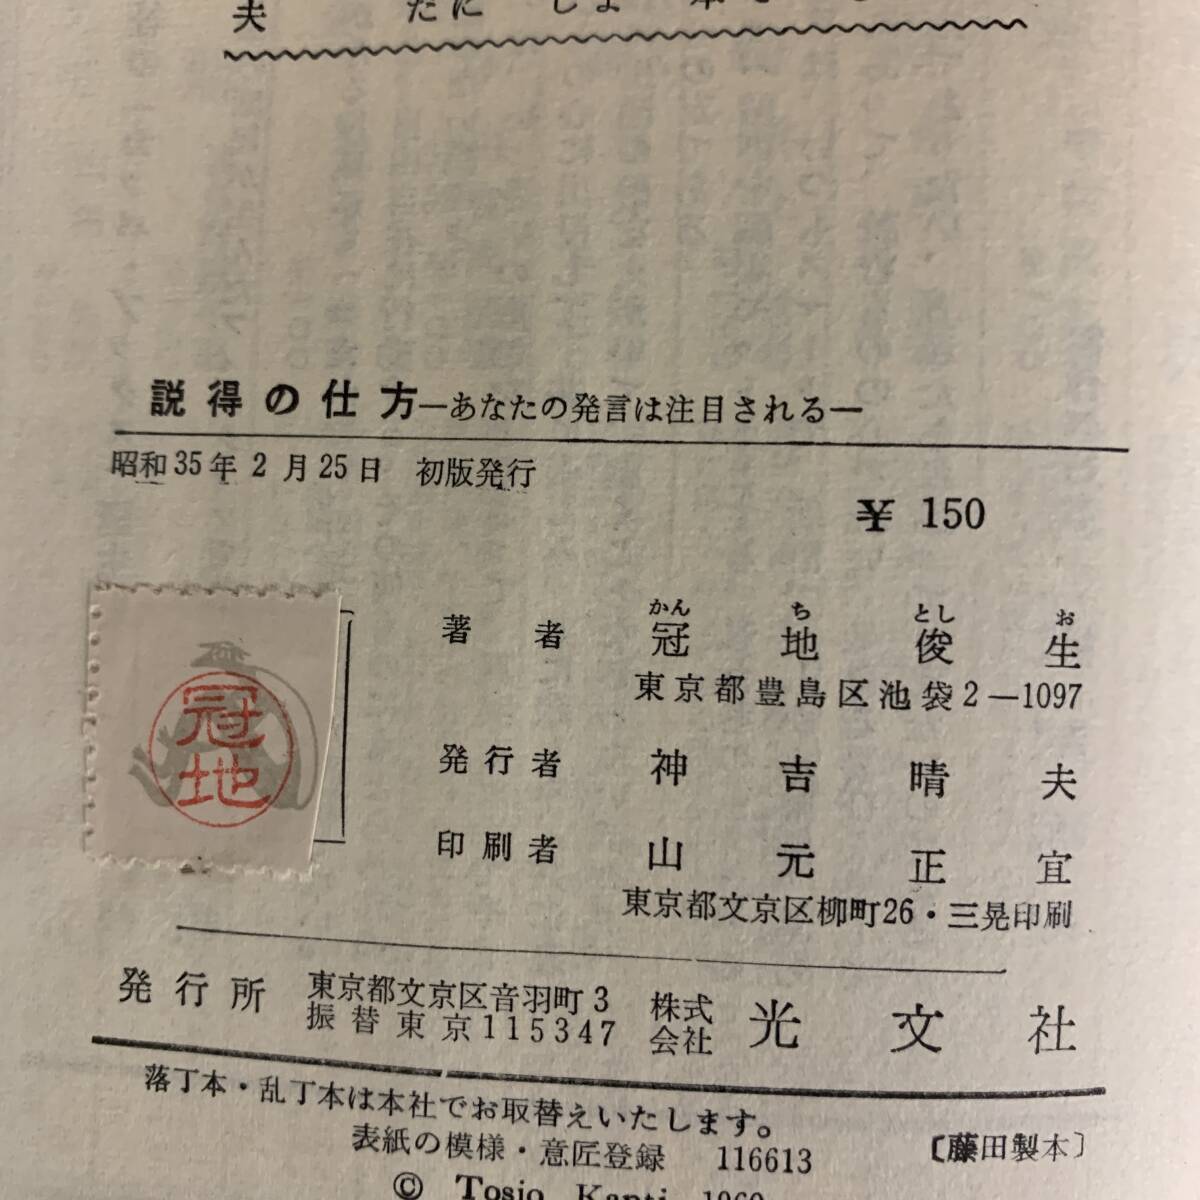 夫
説得の仕方―あなたの発言は注目される―
昭和35年2月25日 初版発行
¥ 150
かん ち とし お
著者 冠地俊生
東京都豊島区池袋2―1097
冠地
発行者 神吉晴夫
印刷者 山元正宜
東京都文京区柳町26・三晃印刷
発行所 東京都文京区音羽町3 株式会社 光文社
振替東京115347
落丁本・乱丁本は本社でお取替えいたします。
表紙の模様・意匠登録 116613 〔藤田製本〕
© Tosio Kanti 1960